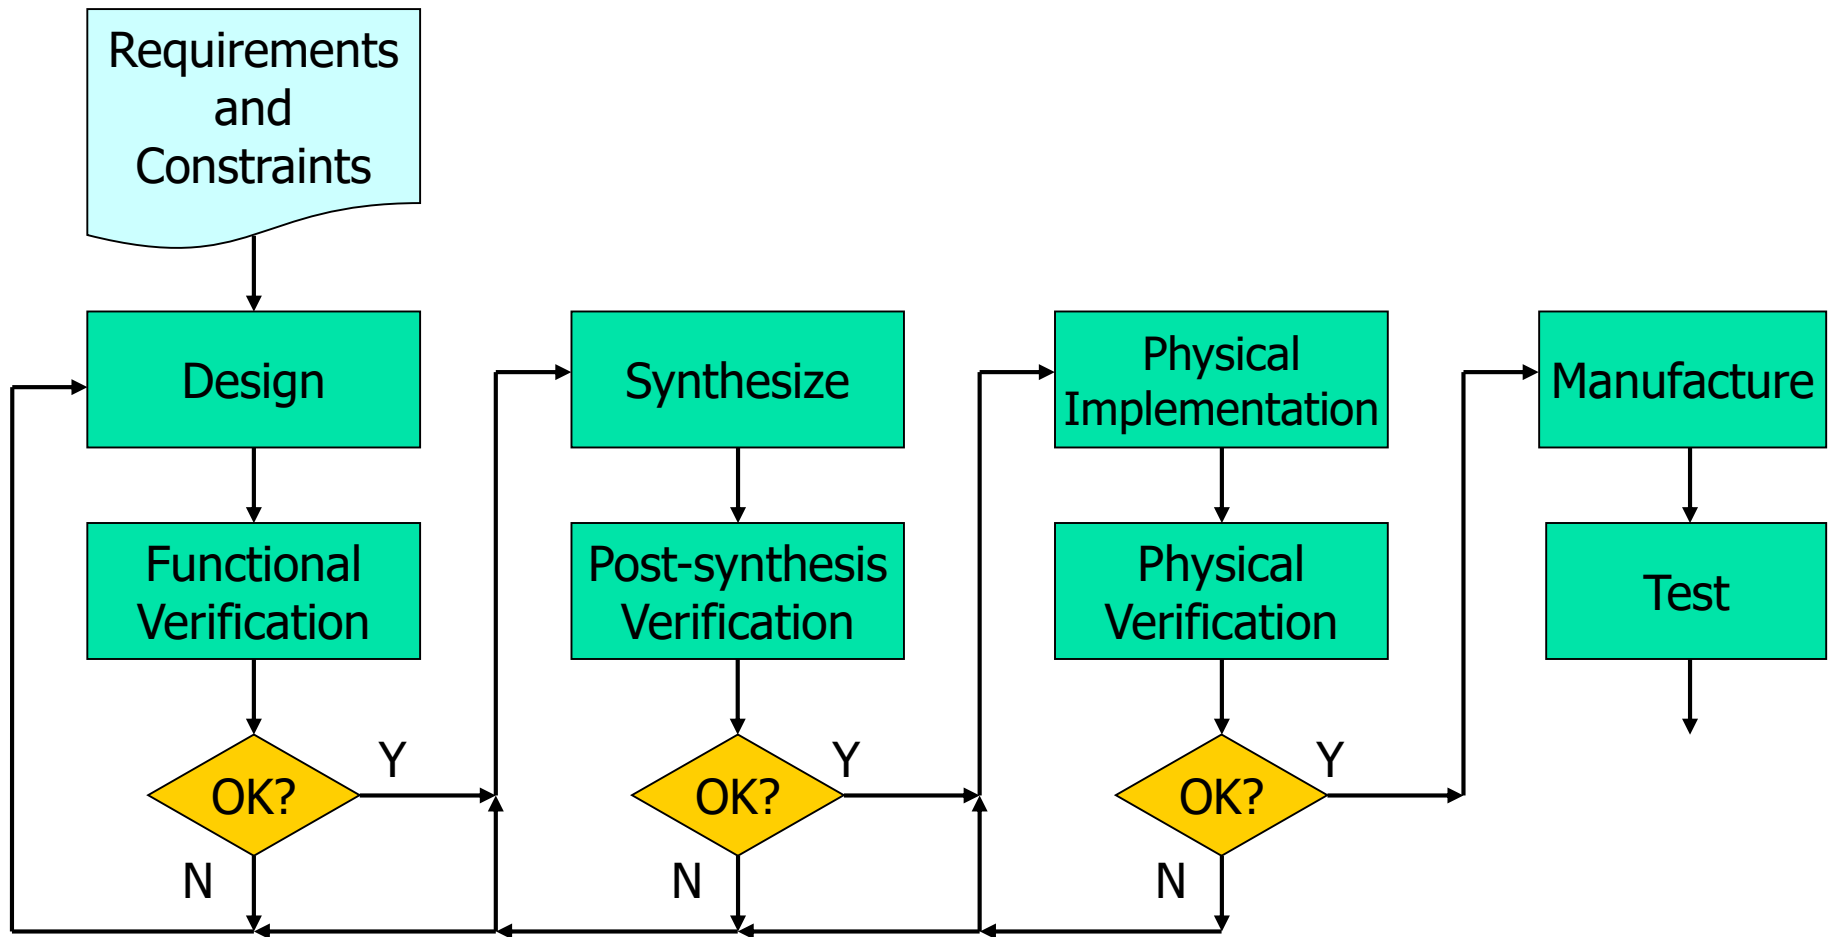 Requirements
and
Constraints
Design
Synthesize
Physical
Implementation
Manufacture
Functional
Verification
Post-synthesis
Verification
Physical
Verification
Test
OK?
Y
OK?
Y
OK?
Y
N
N
N